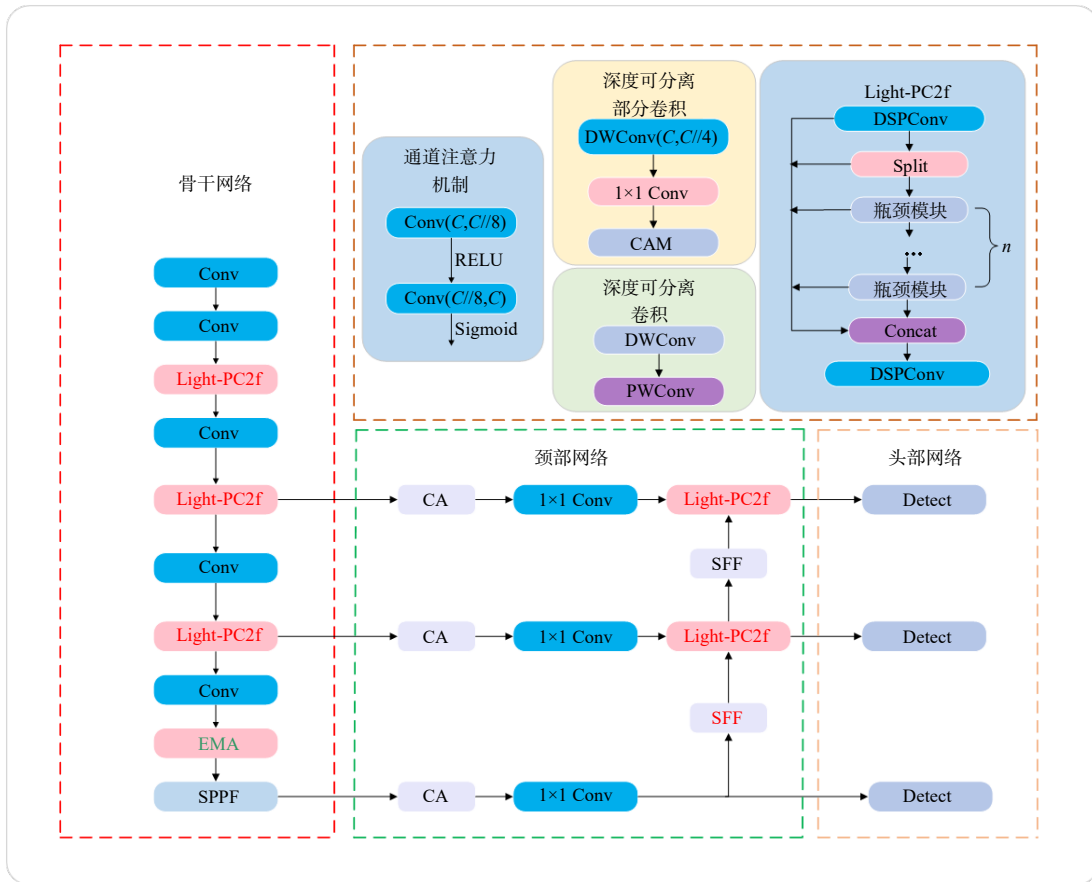 骨干网络
Conv
Conv
Light-PC2f
Conv
Light-PC2f
Conv
Light-PC2f
Conv
EMA
SPPF
通道注意力
机制
Conv(C,C//8)
RELU
Conv(C//8,C)
Sigmoid
深度可分离
部分卷积
DWConv(C,C//4)
1×1 Conv
CAM
深度可分离
卷积
DWConv
PWConv
Light-PC2f
DSPConv
Split
瓶颈模块
...
瓶颈模块
n
Concat
DSPConv
颈部网络
CA
1×1 Conv
Light-PC2f
SFF
CA
1×1 Conv
Light-PC2f
SFF
CA
1×1 Conv
头部网络
Detect
Detect
Detect